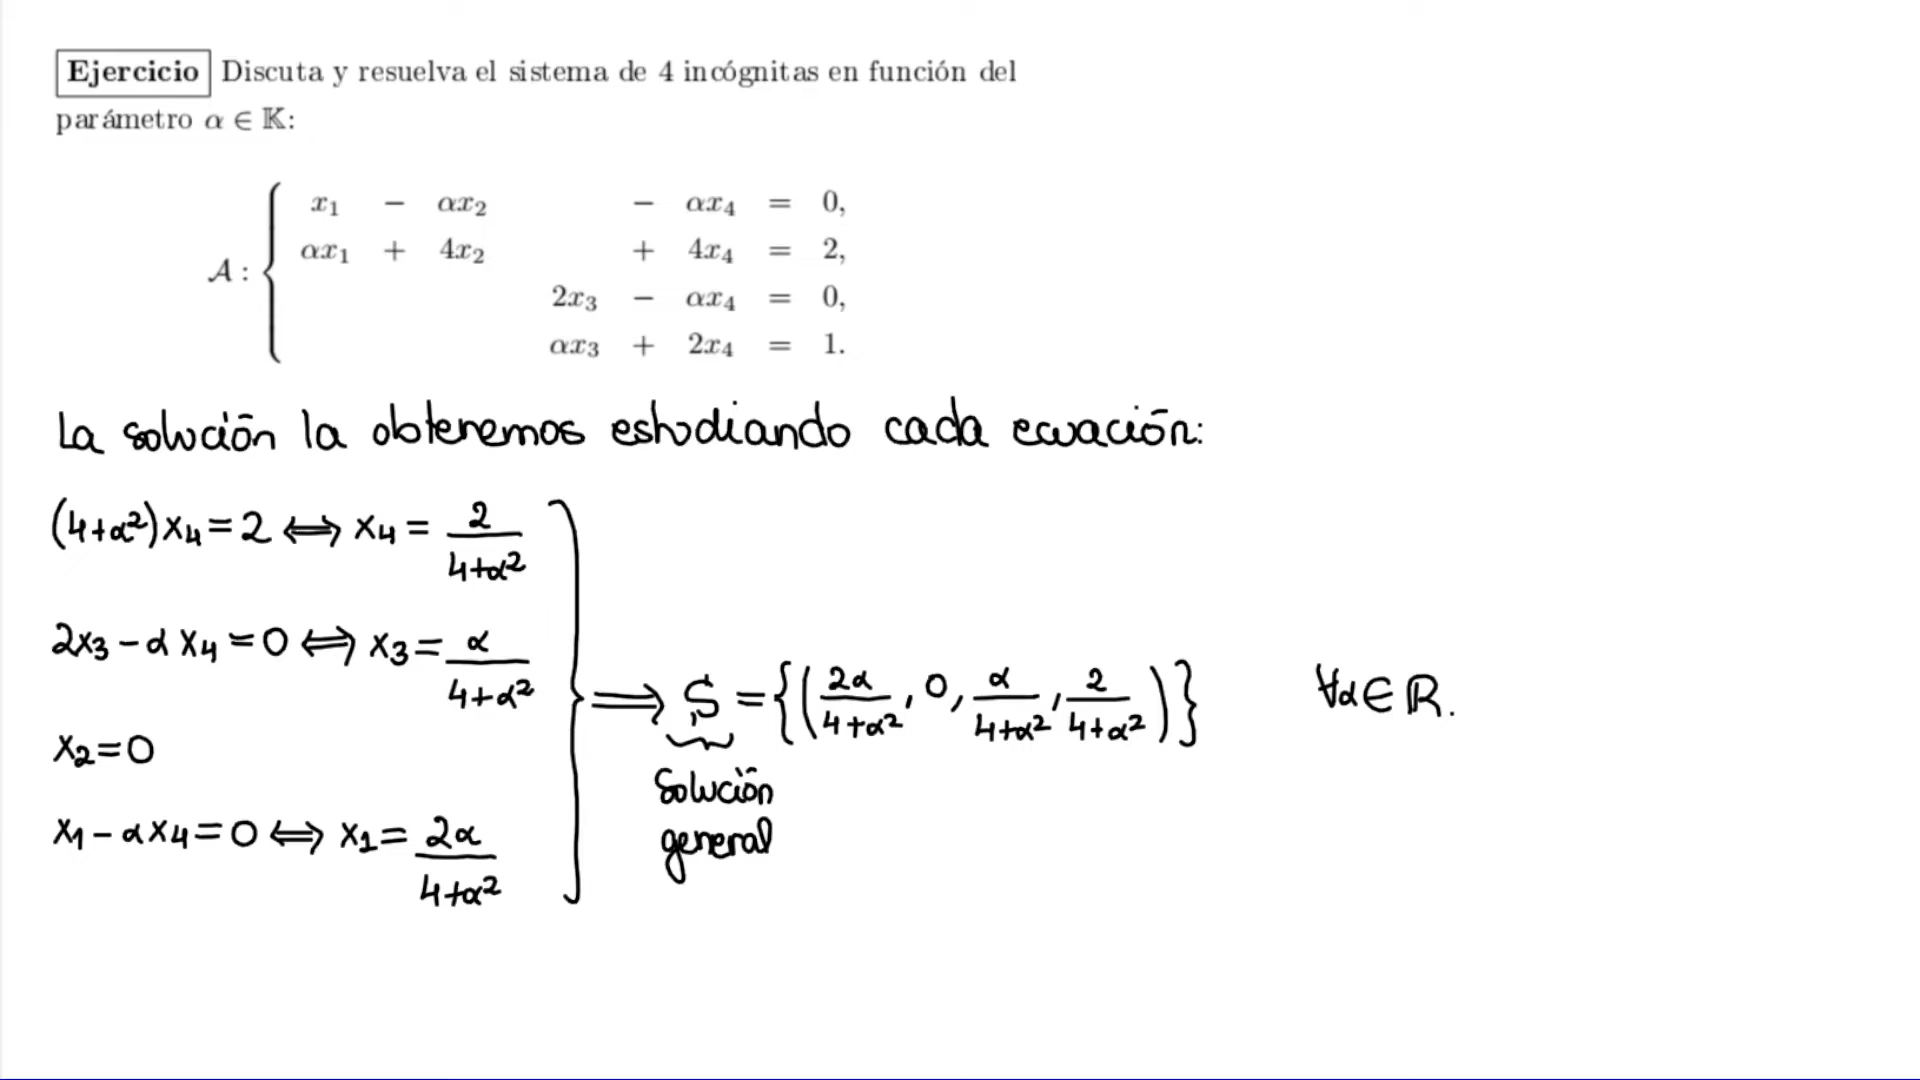 Ejercicio Discuta y resuelva el sistema de 4 incógnitas en función del
parámetro α ∈ 𝕂:
x₁ − αx₂ − αx₄ = 0,
αx₁ + 4x₂ + 4x₄ = 2,
𝒜 :
2x₃ − αx₄ = 0,
αx₃ + 2x₄ = 1.
La solución la obtenemos estudiando cada ecuación:
(4+α²)x₄ = 2 ⟺ x₄ = 2/(4+α²)
2x₃ − αx₄ = 0 ⟺ x₃ = α/(4+α²)
⟹ S = {(2α/(4+α²), 0, α/(4+α²), 2/(4+α²))} ∀α∈ℝ.
x₂=0
Solución
general
x₁ − αx₄ = 0 ⟺ x₁ = 2α/(4+α²)